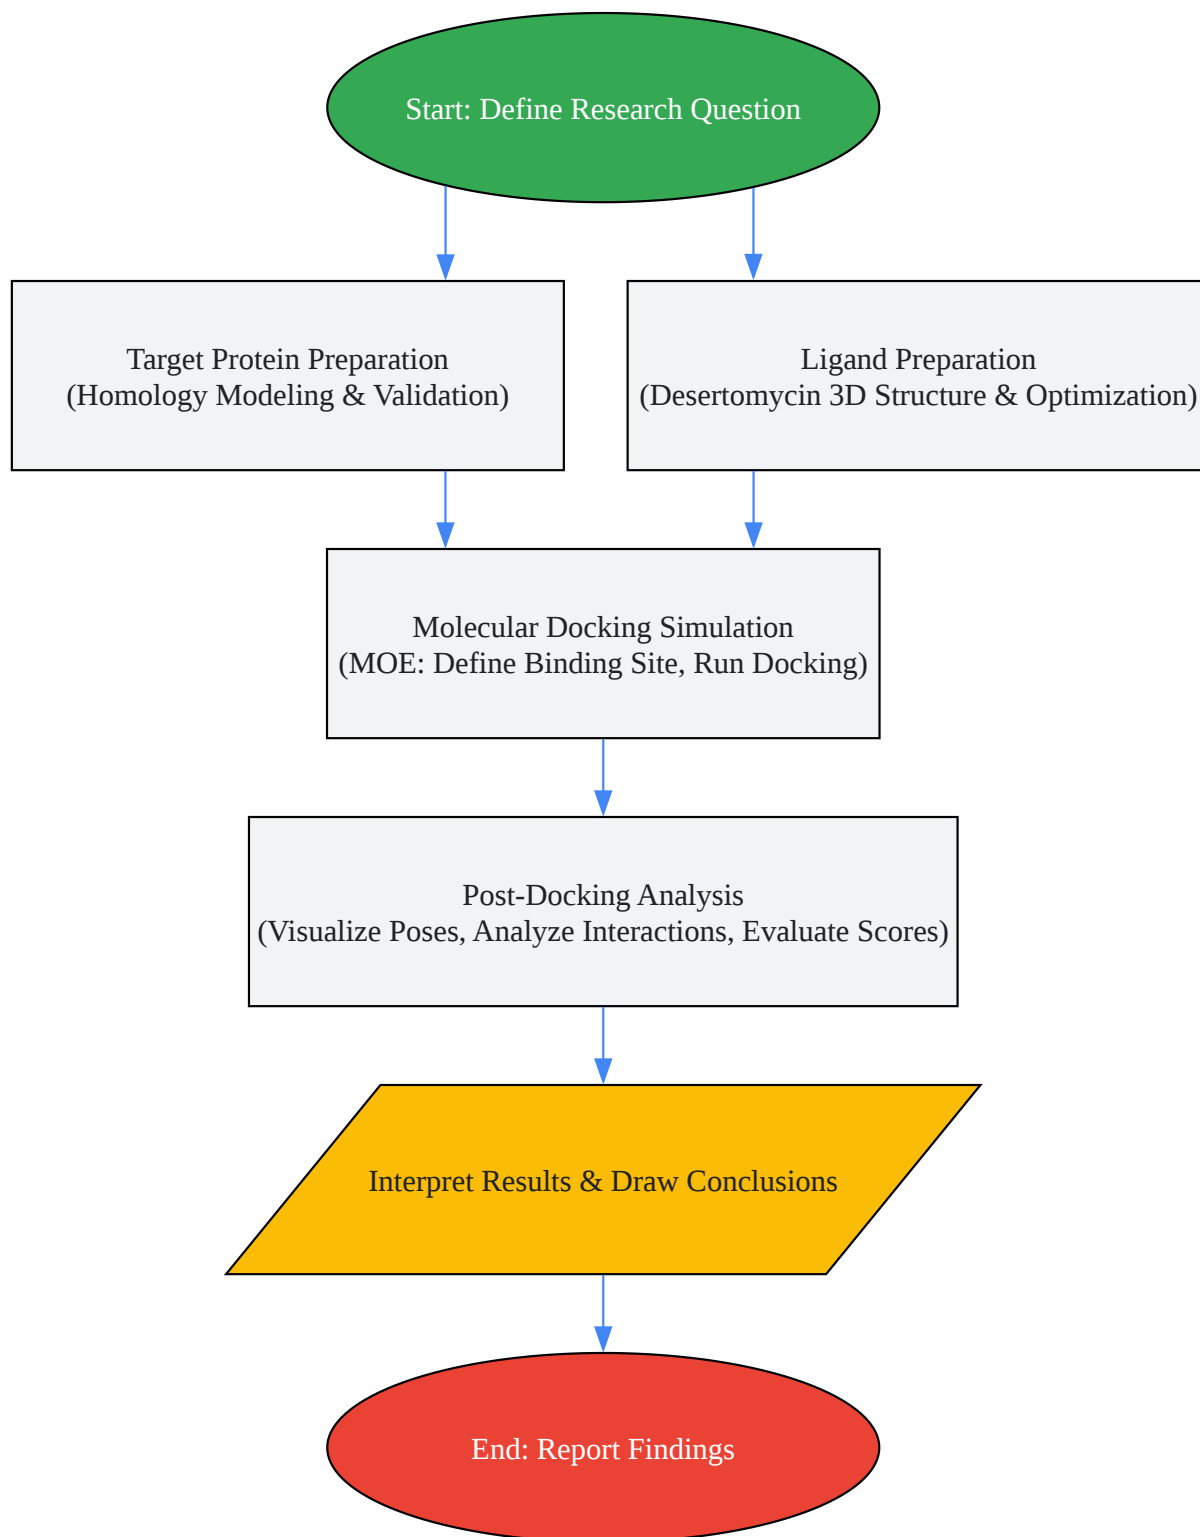 Start: Define Research Question
Target Protein Preparation
(Homology Modeling & Validation)
Ligand Preparation
(Desertomycin 3D Structure & Optimization)
Molecular Docking Simulation
(MOE: Define Binding Site, Run Docking)
Post-Docking Analysis
(Visualize Poses, Analyze Interactions, Evaluate Scores)
Interpret Results & Draw Conclusions
End: Report Findings